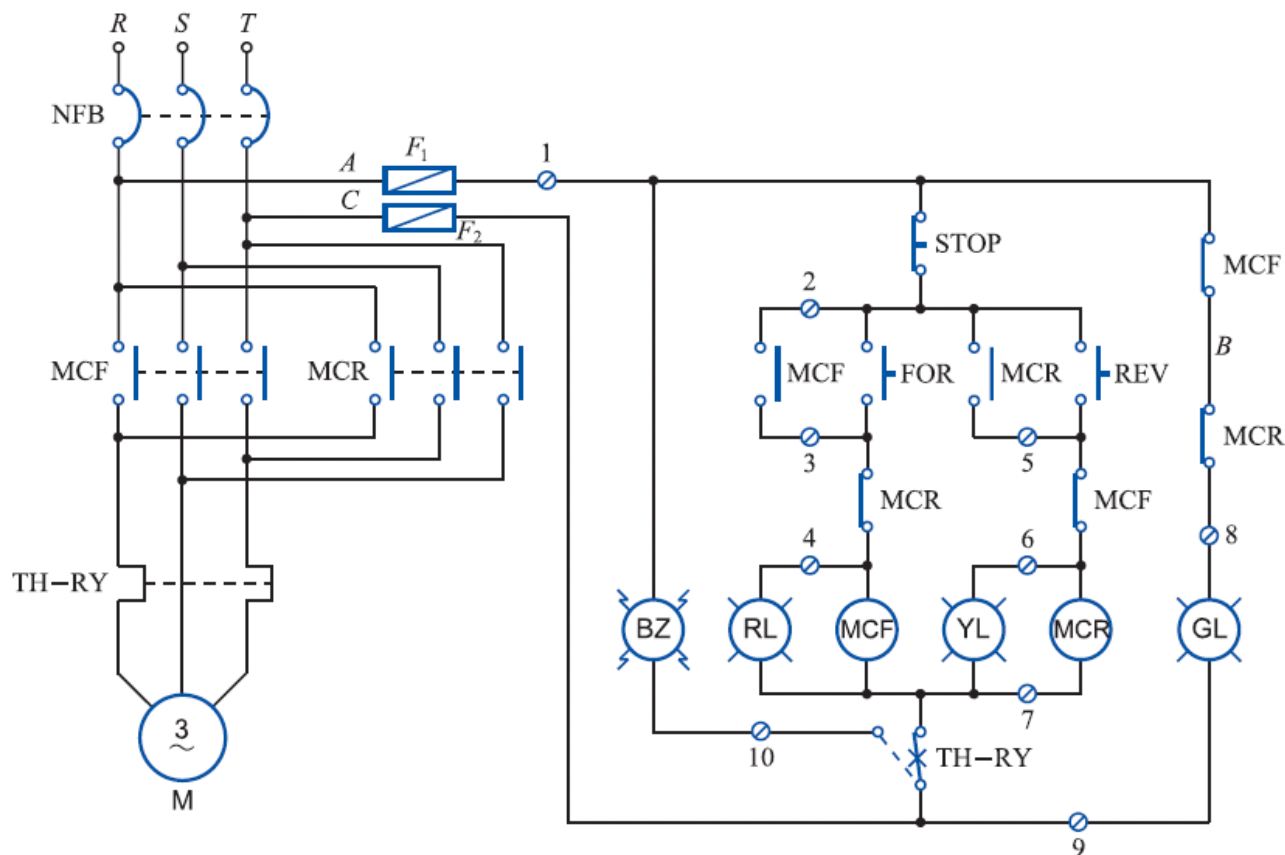 R S T
NFB
A F1 1
C F2
STOP
MCF
2
B
MCF MCR
MCF FOR MCR REV
MCR
3 5
MCR MCF
4 6
8
TH-RY
BZ RL MCF YL MCR GL
7
3
~
10 TH-RY
M
9